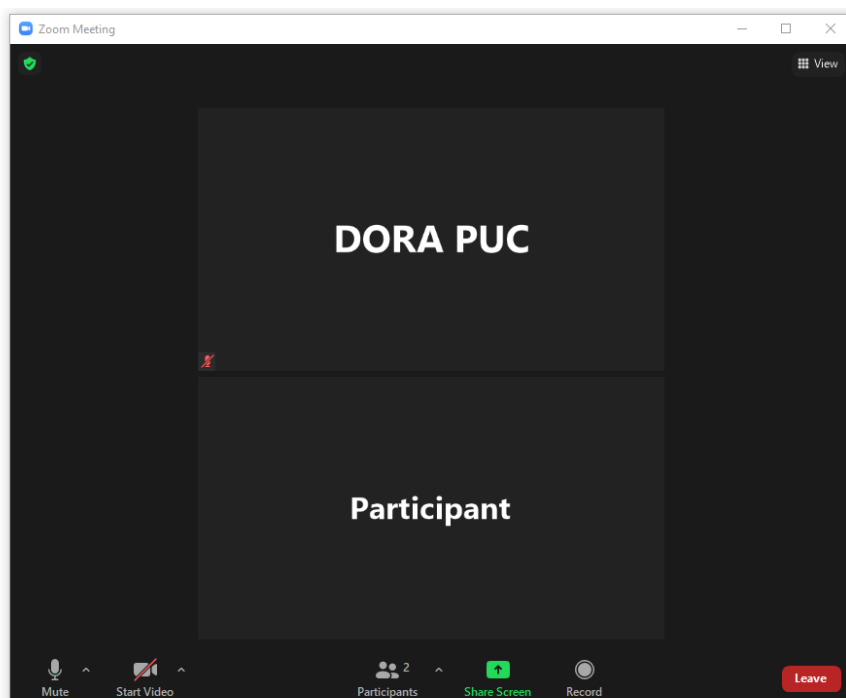 Zoom Meeting
View
DORA PUC
Participant
2
Mute
Start Video
Participants
Share Screen
Record
Leave